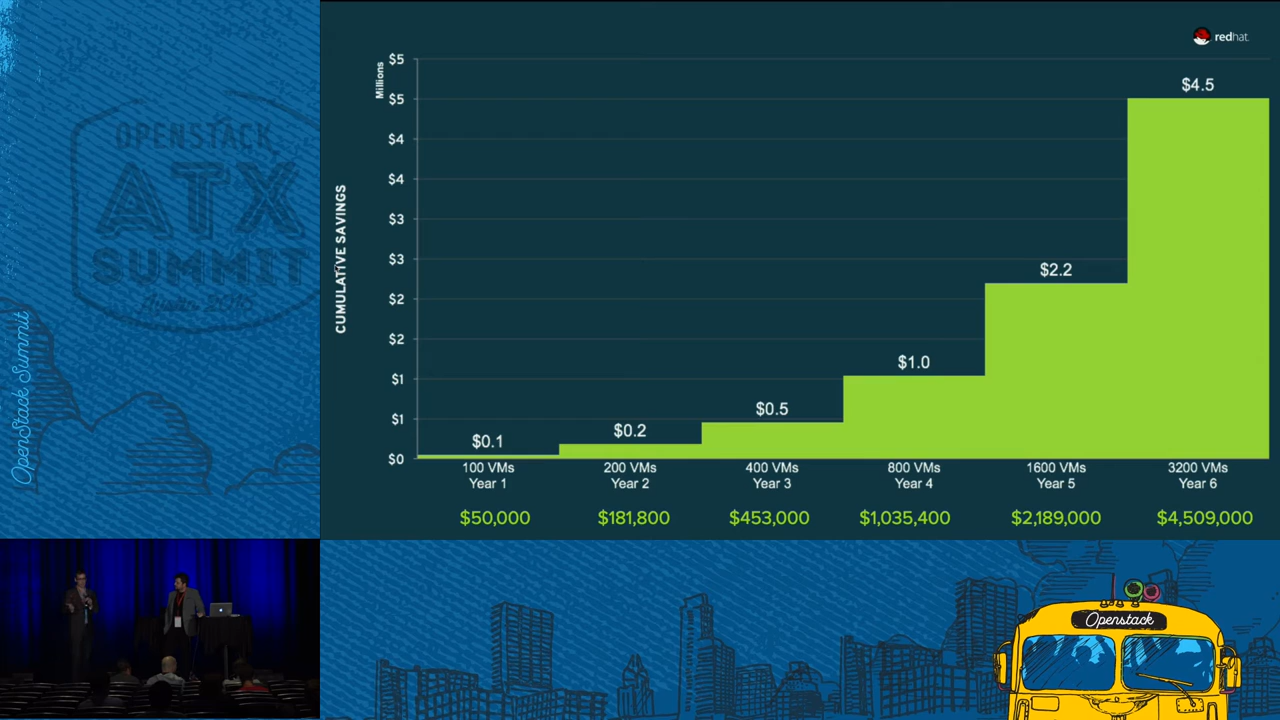 OPENSTACK
ATX
SUMMIT
Austin 2016
OpenStack Summit
redhat.
Millions
CUMULATIVE SAVINGS
$5
$5
$4
$4
$3
$3
$2
$2
$1
$1
$0
$0.1
$0.2
$0.5
$1.0
$2.2
$4.5
100 VMs
Year 1
200 VMs
Year 2
400 VMs
Year 3
800 VMs
Year 4
1600 VMs
Year 5
3200 VMs
Year 6
$50,000
$181,800
$453,000
$1,035,400
$2,189,000
$4,509,000
Openstack